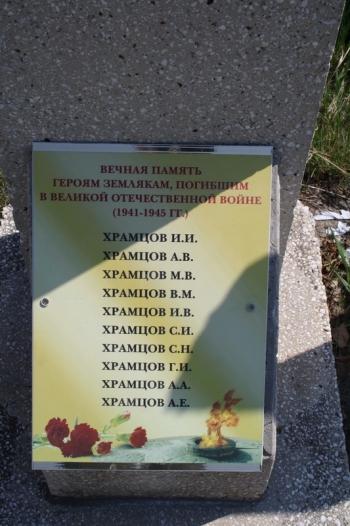 ВЕЧНАЯ ПАМЯТЬ
ГЕРОЯМ ЗЕМЛЯКАМ, ПОГИБШИМ
В ВЕЛИКОЙ ОТЕЧЕСТВЕННОЙ ВОЙНЕ
(1941-1945 ГГ.)
ХРАМЦОВ И.И.
ХРАМЦОВ А.В.
ХРАМЦОВ М.В.
ХРАМЦОВ В.М.
ХРАМЦОВ И.В.
ХРАМЦОВ С.И.
ХРАМЦОВ С.Н.
ХРАМЦОВ Г.И.
ХРАМЦОВ А.А.
ХРАМЦОВ А.Е.